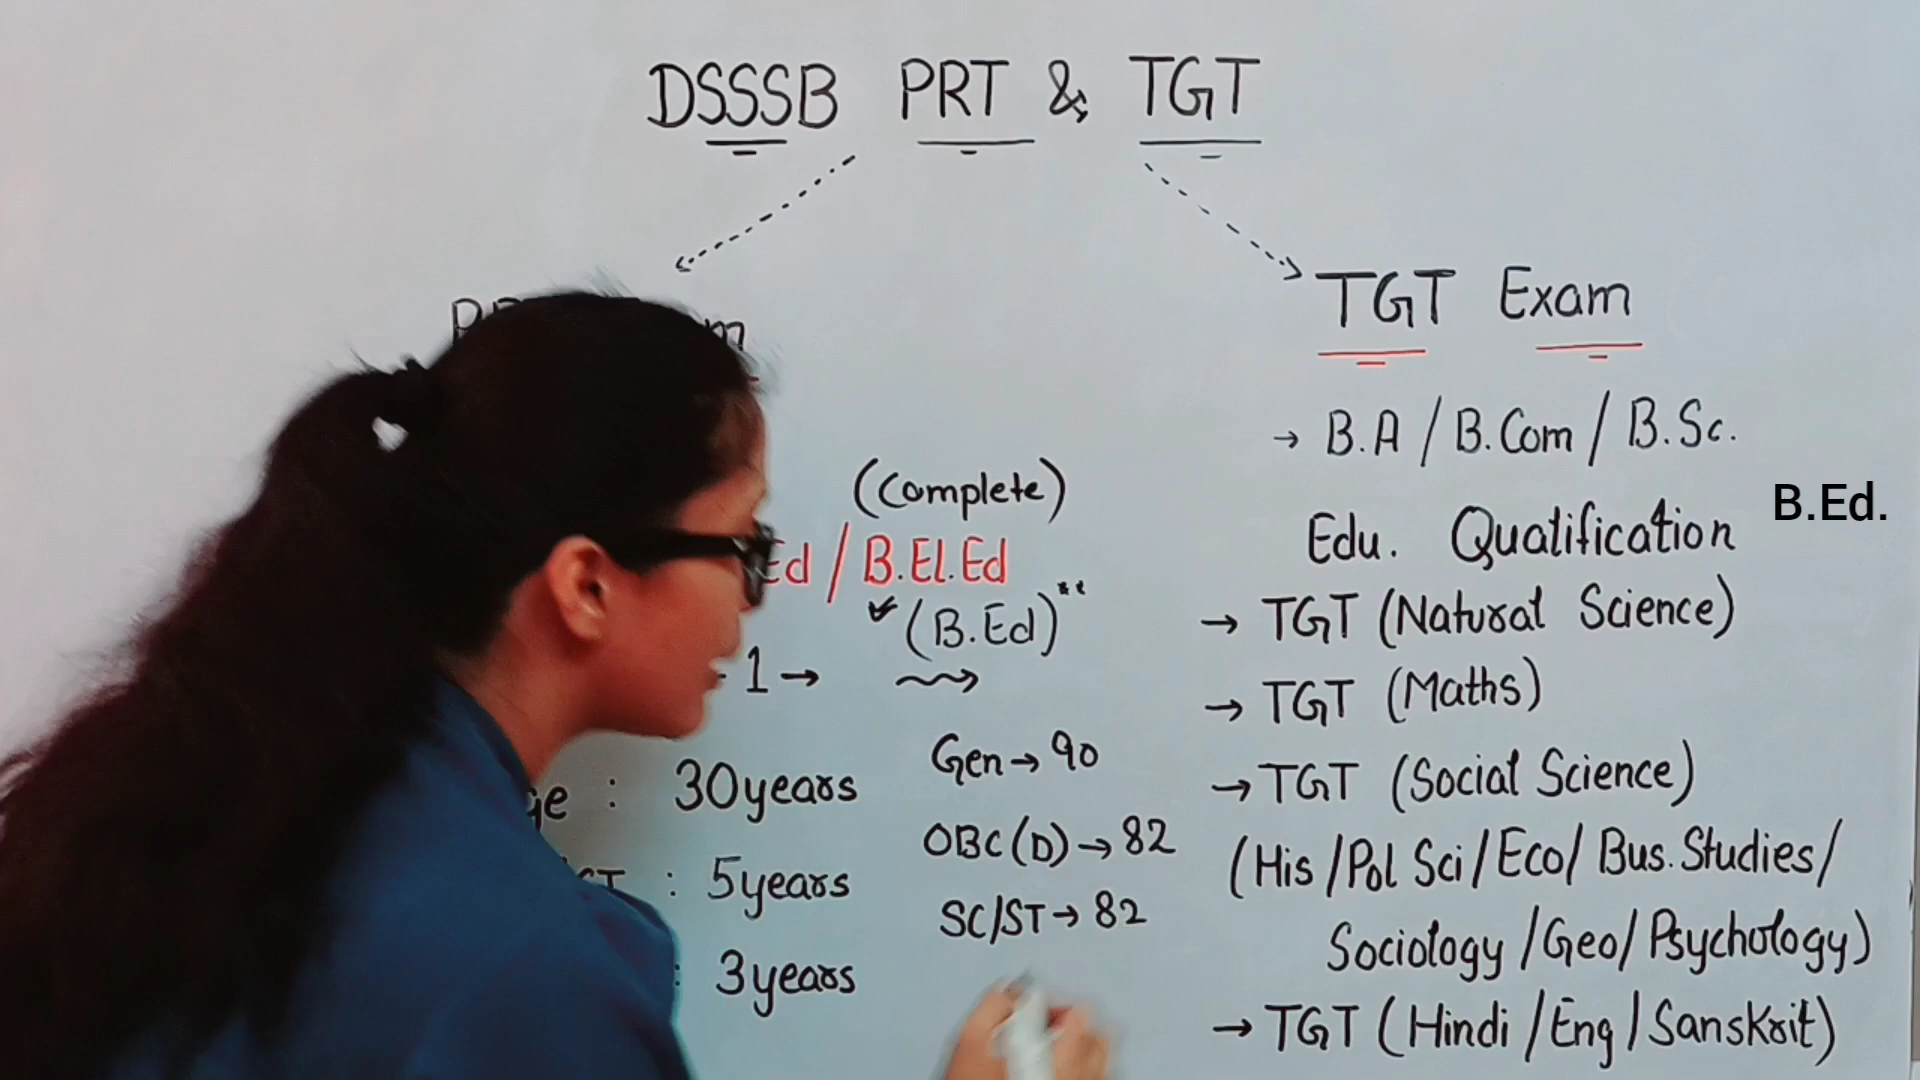 DSSSB PRT & TGT
(Complete)
Ed / B.El.Ed
(B.Ed)**
1 →
30years
: 5years
: 3years
Gen → 90
OBC (D) → 82
SC/ST → 82
TGT Exam
→ B.A / B.Com / B.Sc.
B.Ed.
Edu. Qualification
→ TGT (Natural Science)
→ TGT (Maths)
→ TGT (Social Science)
(His / Pol Sci / Eco / Bus. Studies /
Sociology / Geo / Psychology)
→ TGT (Hindi / Eng / Sanskrit)